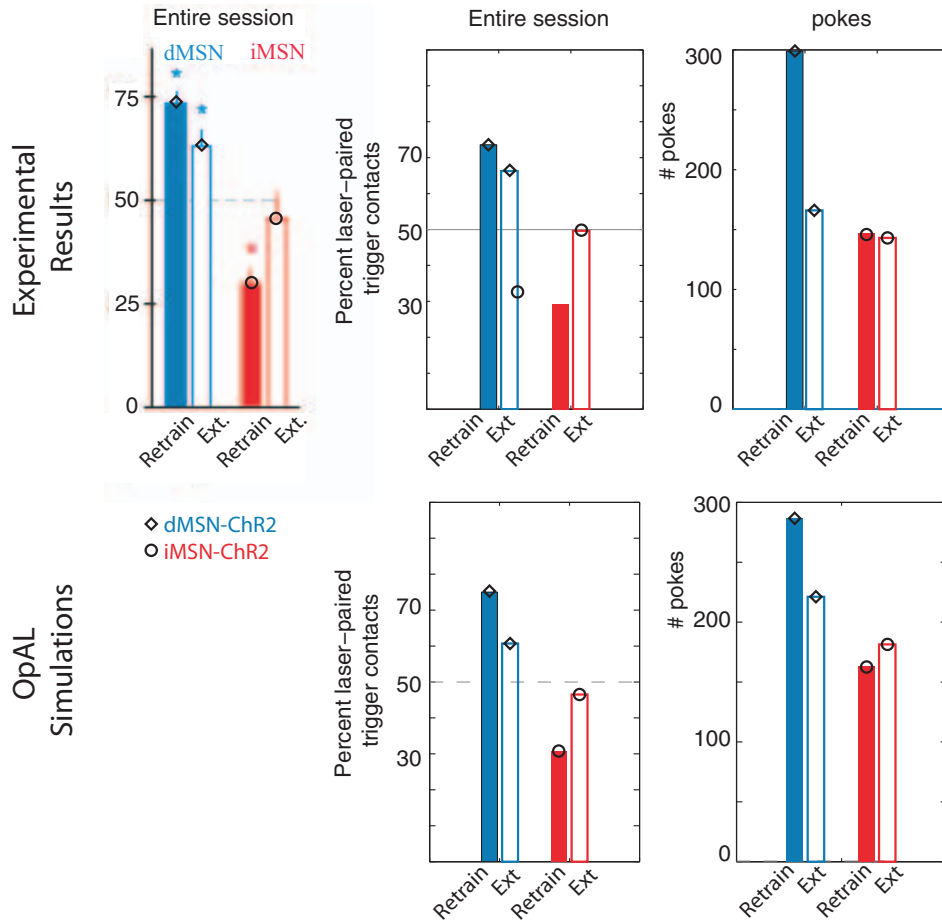 Entire session
dMSN iMSN
* * *
75
50
25
0
Retrain Ext. Retrain Ext.
Experimental
Results
Entire session
Percent laser–paired
trigger contacts
70
50
30
Retrain Ext Retrain Ext
pokes
# pokes
300
200
100
0
Retrain Ext Retrain Ext
OpAL
Simulations
dMSN-ChR2
iMSN-ChR2
Percent laser–paired
trigger contacts
70
50
30
Retrain Ext Retrain Ext
# pokes
300
200
100
0
Retrain Ext Retrain Ext